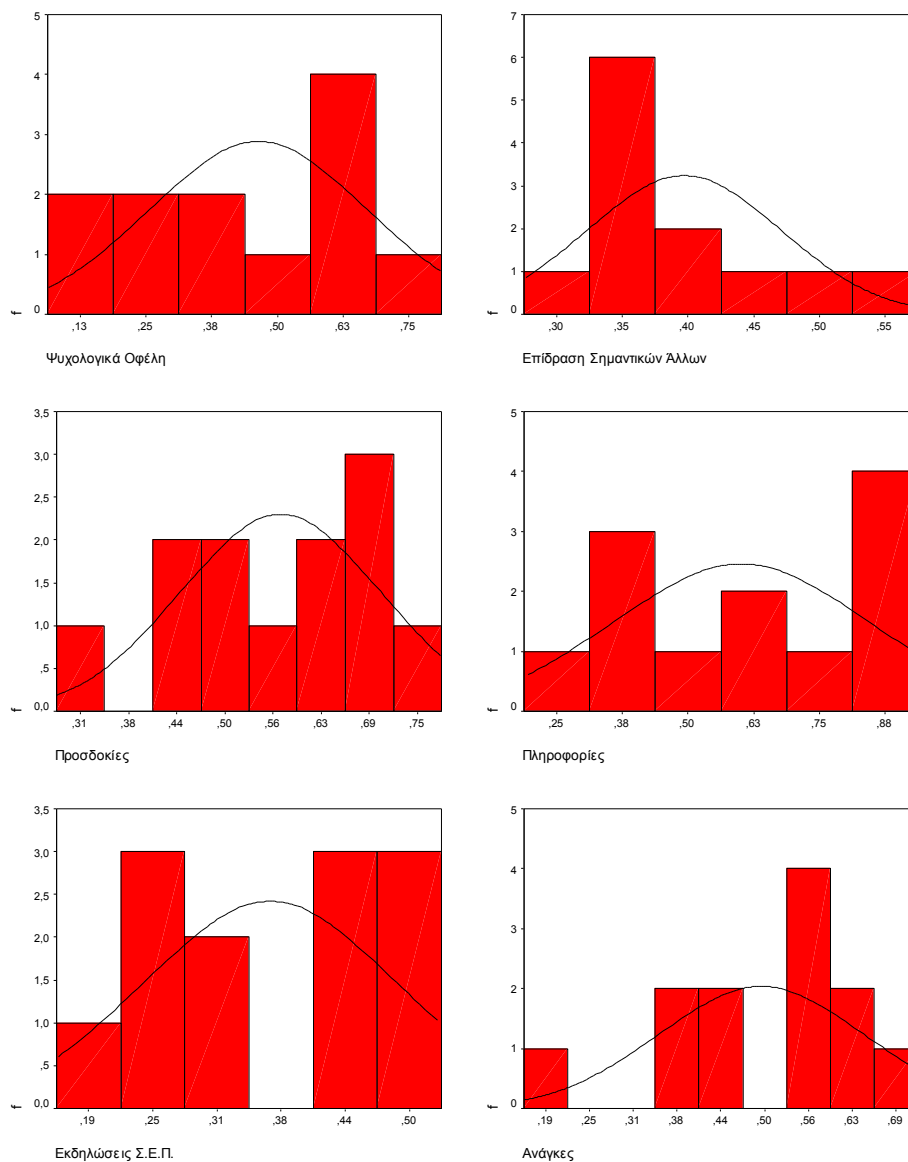 5
4
3
2
1
0
f
,13 ,25 ,38 ,50 ,63 ,75
Ψυχολογικά Οφέλη
7
6
5
4
3
2
1
0
f
,30 ,35 ,40 ,45 ,50 ,55
Επίδραση Σημαντικών Άλλων
3,5
3,0
2,5
2,0
1,5
1,0
,5
0,0
f
,31 ,38 ,44 ,50 ,56 ,63 ,69 ,75
Προσδοκίες
5
4
3
2
1
0
f
,25 ,38 ,50 ,63 ,75 ,88
Πληροφορίες
3,5
3,0
2,5
2,0
1,5
1,0
,5
0,0
f
,19 ,25 ,31 ,38 ,44 ,50
Εκδηλώσεις Σ.Ε.Π.
5
4
3
2
1
0
f
,19 ,25 ,31 ,38 ,44 ,50 ,56 ,63 ,69
Ανάγκες